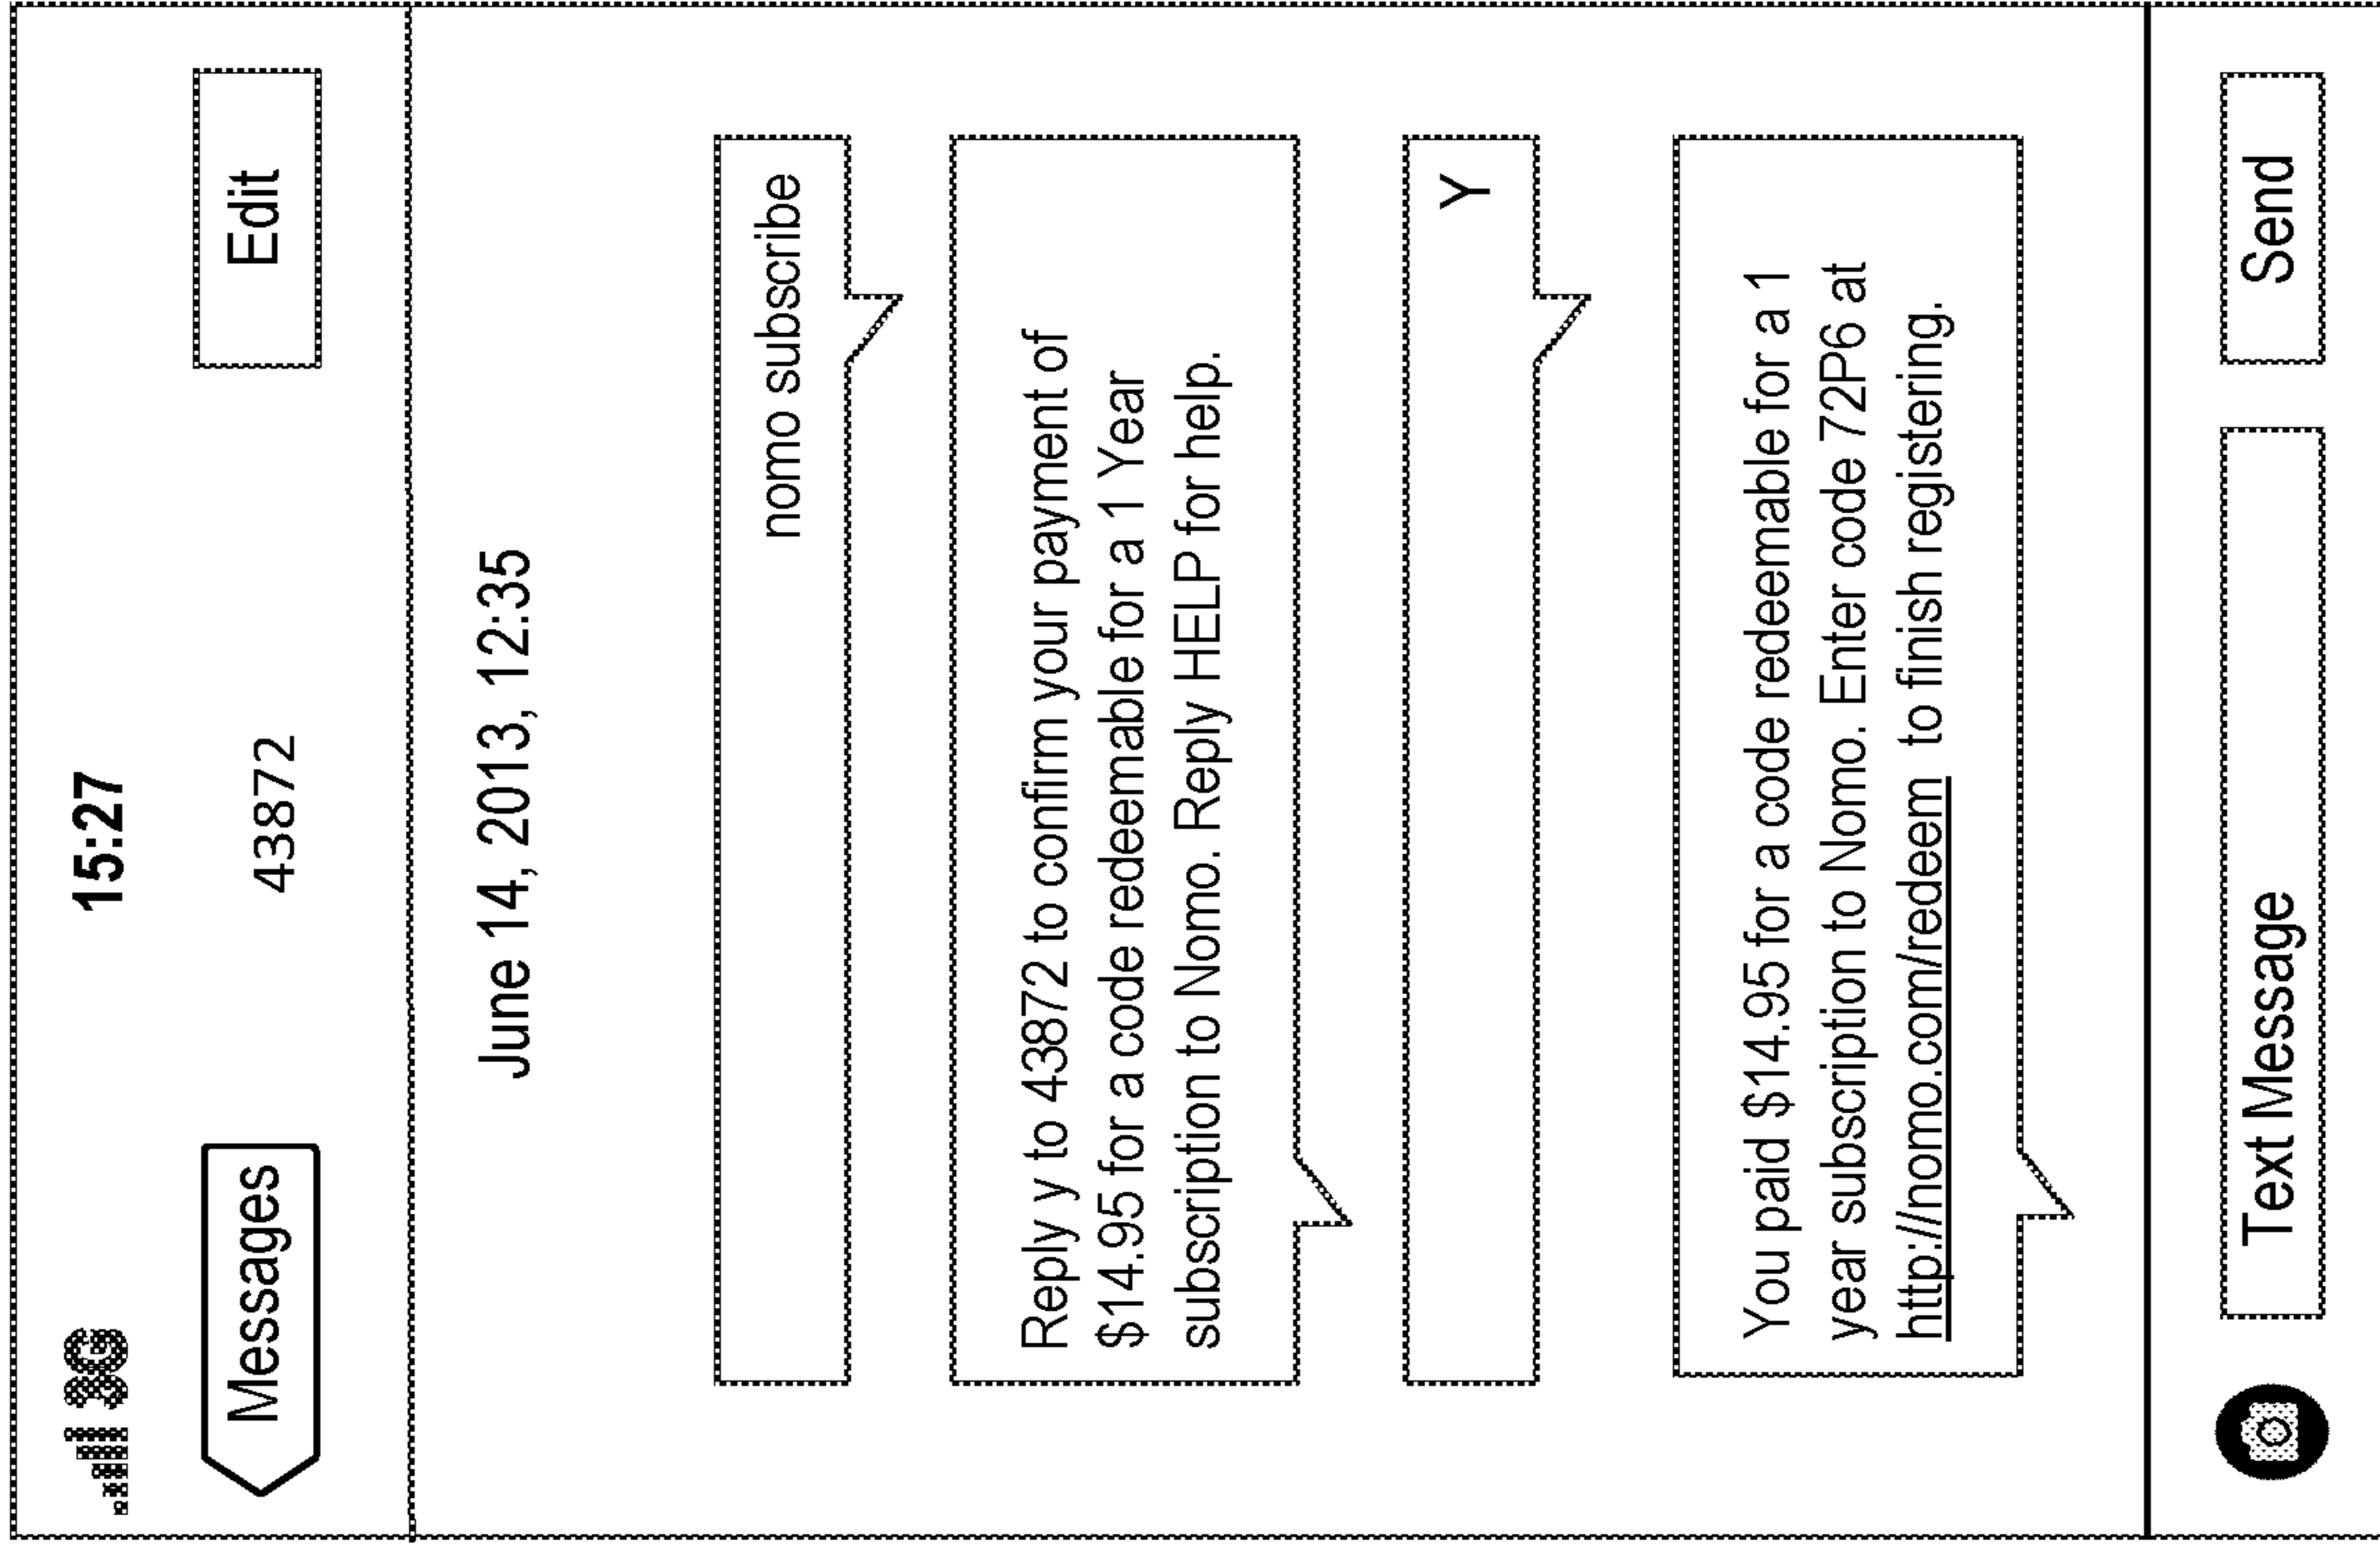 3G 15:27
Messages 43872 Edit
June 14, 2013, 12:35
nomo subscribe
Reply y to 43872 to confirm your payment of
$14.95 for a code redeemable for a 1 Year
subscription to Nomo. Reply HELP for help.
Y
You paid $14.95 for a code redeemable for a 1
year subscription to Nomo. Enter code 72P6 at
http://nomo.com/redeem to finish registering.
Text Message Send